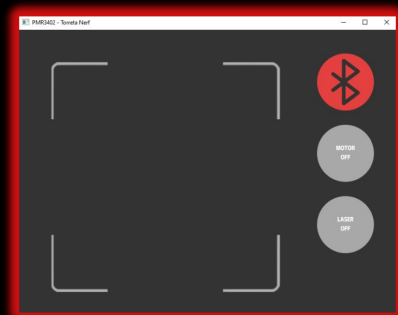 PMR3402 - Torreta Nerf
MOTOR
OFF
LASER
OFF